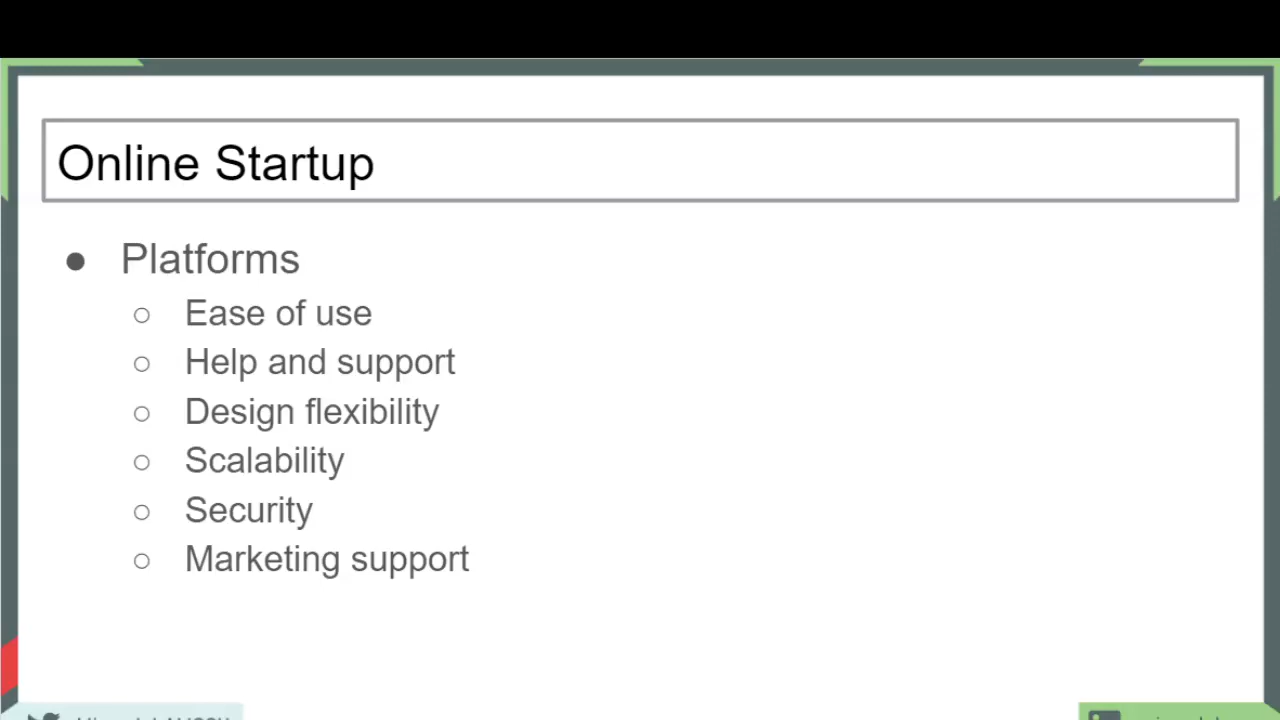 Online Startup
● Platforms
○ Ease of use
○ Help and support
○ Design flexibility
○ Scalability
○ Security
○ Marketing support